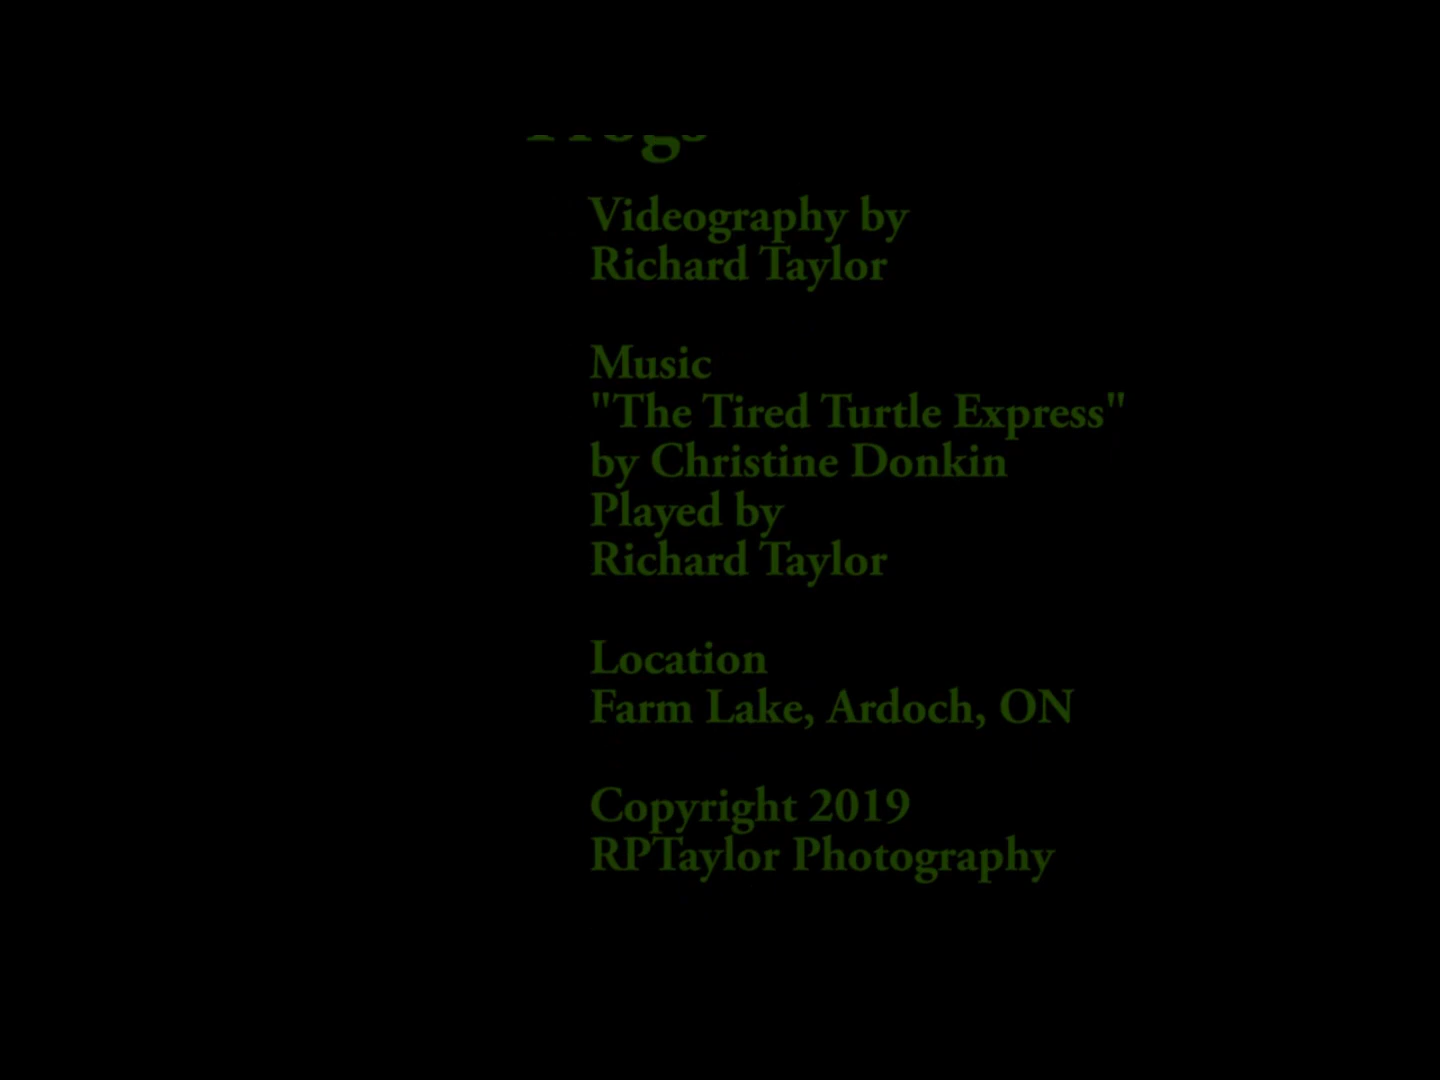 Frogs
Videography by
Richard Taylor
Music
"The Tired Turtle Express"
by Christine Donkin
Played by
Richard Taylor
Location
Farm Lake, Ardoch, ON
Copyright 2019
RPTaylor Photography